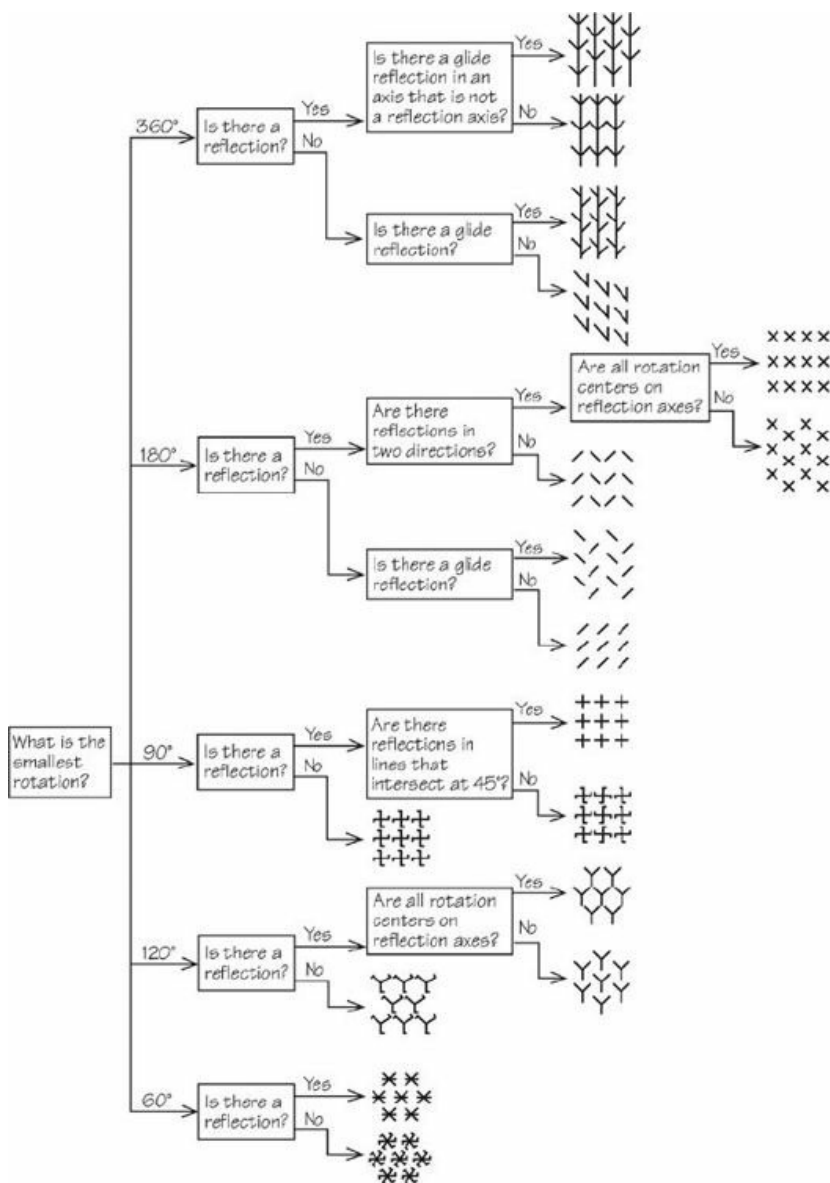 What is the
smallest
rotation?
360°
Is there a
reflection?
Yes
No
Is there a glide
reflection in an
axis that is not
a reflection axis?
Yes
No
Is there a glide
reflection?
Yes
No
180°
Is there a
reflection?
Yes
No
Are there
reflections in
two directions?
Yes
No
Are all rotation
centers on
reflection axes?
Yes
No
Is there a glide
reflection?
Yes
No
90°
Is there a
reflection?
Yes
No
Are there
reflections in
lines that
intersect at 45°?
Yes
No
120°
Is there a
reflection?
Yes
No
Are all rotation
centers on
reflection axes?
Yes
No
60°
Is there a
reflection?
Yes
No